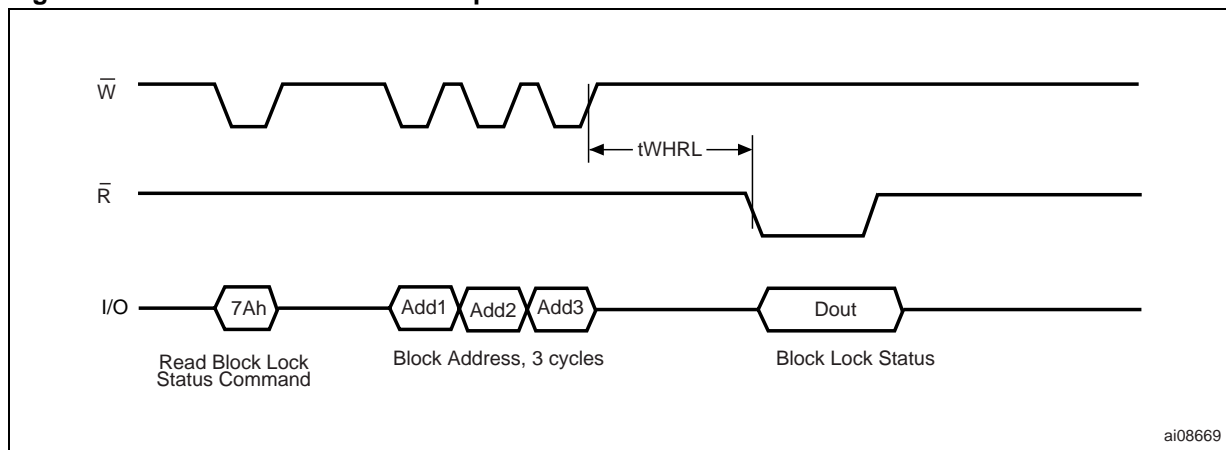 W
tWHRL
R
I/O
7Ah
Add1
Add2
Add3
Dout
Read Block Lock
Status Command
Block Address, 3 cycles
Block Lock Status
ai08669